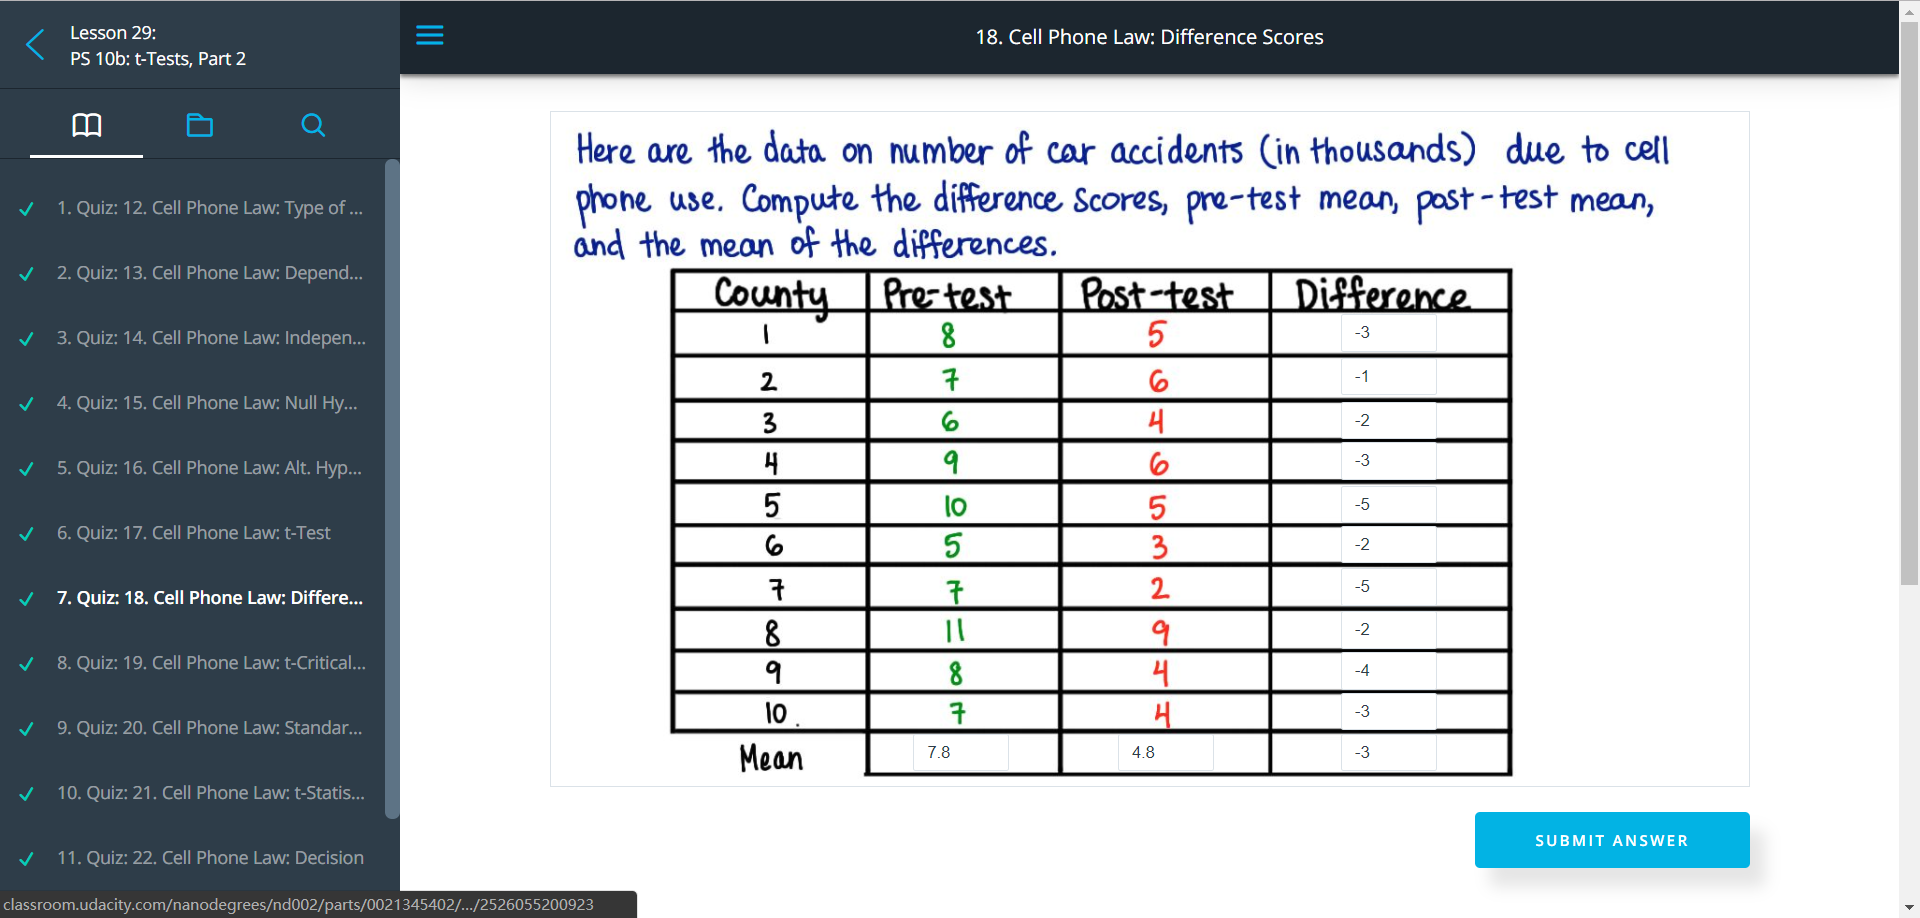 Lesson 29:
PS 10b: t-Tests, Part 2
18. Cell Phone Law: Difference Scores
1. Quiz: 12. Cell Phone Law: Type of ...
2. Quiz: 13. Cell Phone Law: Depend...
3. Quiz: 14. Cell Phone Law: Indepen...
4. Quiz: 15. Cell Phone Law: Null Hy...
5. Quiz: 16. Cell Phone Law: Alt. Hyp...
6. Quiz: 17. Cell Phone Law: t-Test
7. Quiz: 18. Cell Phone Law: Differe...
8. Quiz: 19. Cell Phone Law: t-Critical...
9. Quiz: 20. Cell Phone Law: Standar...
10. Quiz: 21. Cell Phone Law: t-Statis...
11. Quiz: 22. Cell Phone Law: Decision
Here are the data on number of car accidents (in thousands) due to cell
phone use. Compute the difference scores, pre-test mean, post-test mean,
and the mean of the differences.
County Pre-test Post-test Difference
1 8 5 -3
2 7 6 -1
3 6 4 -2
4 9 6 -3
5 10 5 -5
6 5 3 -2
7 7 2 -5
8 11 9 -2
9 8 4 -4
10 7 4 -3
Mean 7.8 4.8 -3
SUBMIT ANSWER
classroom.udacity.com/nanodegrees/nd002/parts/0021345402/.../2526055200923